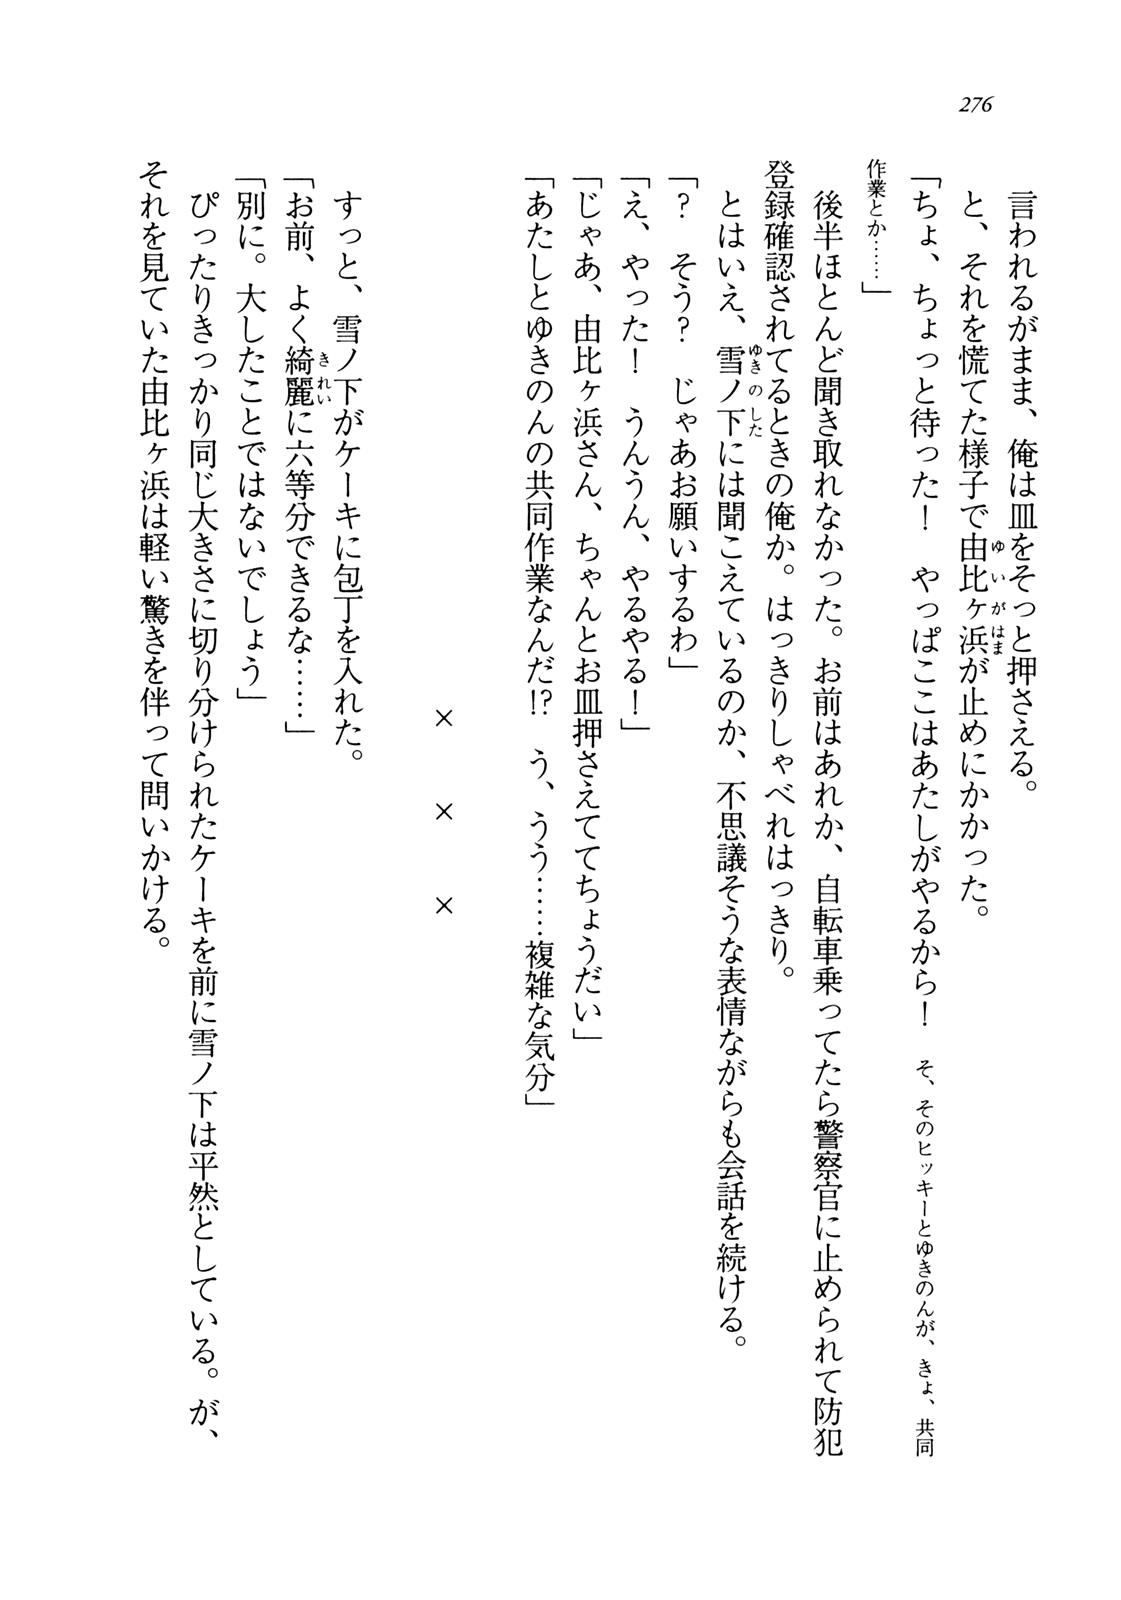 276
言われるがまま、俺は皿をそっと押さえる。
と、それを慌てた様子で由比ヶ浜が止めにかかった。
「ちょ、ちょっと待った！　やっぱここはあたしがやるから！　そ、そのヒッキーとゆきのんが、きょ、共同
作業とか……」
後半ほとんど聞き取れなかった。お前はあれか、自転車乗ってたら警察官に止められて防犯
登録確認されてるときの俺か。はっきりしゃべれはっきり。
とはいえ、雪ノ下には聞こえているのか、不思議そうな表情ながらも会話を続ける。
「？　そう？　じゃあお願いするわ」
「え、やった！　うんうん、やるやる！」
「じゃあ、由比ヶ浜さん、ちゃんとお皿押さえててちょうだい」
「あたしとゆきのんの共同作業なんだ!?　う、うう……複雑な気分」
×　×　×
すっと、雪ノ下がケーキに包丁を入れた。
「お前、よく綺麗に六等分できるな……」
「別に。大したことではないでしょう」
ぴったりきっかり同じ大きさに切り分けられたケーキを前に雪ノ下は平然としている。が、
それを見ていた由比ヶ浜は軽い驚きを伴って問いかける。